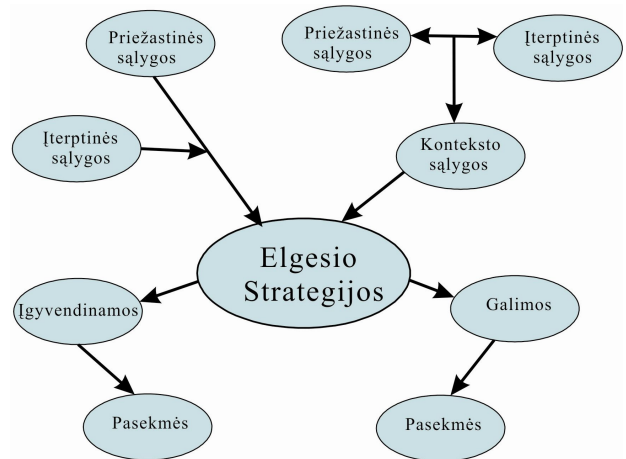 Priežastinės
sąlygos
Priežastinės
sąlygos
Įterptinės
sąlygos
Įterptinės
sąlygos
Konteksto
sąlygos
Elgesio
Strategijos
Įgyvendinamos
Galimos
Pasekmės
Pasekmės